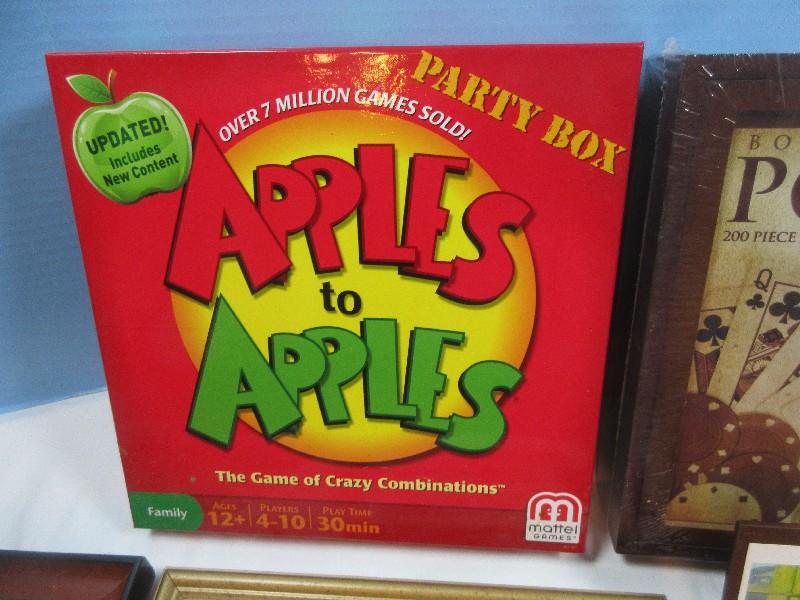 PARTY BOX
OVER 7 MILLION GAMES SOLD!
UPDATED!
Includes
New Content
APPLES
to
APPLES
The Game of Crazy Combinations™
Family
AGES
12+
PLAYERS
4-10
PLAY TIME
30min
mattel
GAMES
200 PIECE
Q